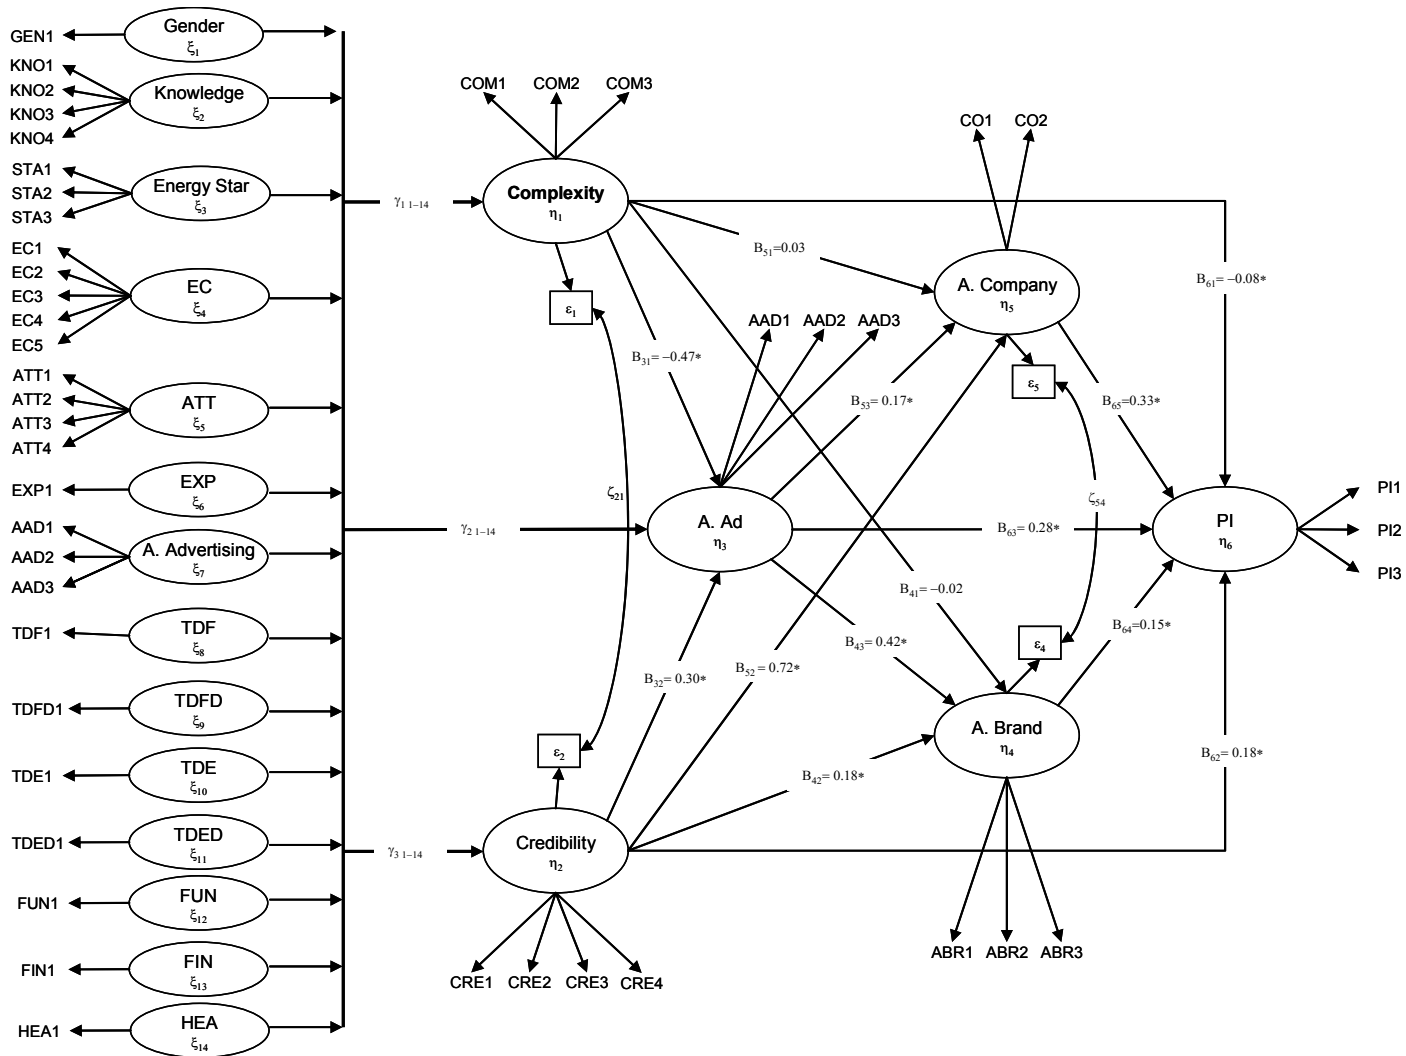 Gender
ξ1
GEN1
KNO1
KNO2
KNO3
KNO4
Knowledge
ξ2
STA1
STA2
STA3
Energy Star
ξ3
EC1
EC2
EC3
EC4
EC5
EC
ξ4
ATT1
ATT2
ATT3
ATT4
ATT
ξ5
EXP1
EXP
ξ6
AAD1
AAD2
AAD3
A. Advertising
ξ7
TDF1
TDF
ξ8
TDFD1
TDFD
ξ9
TDE1
TDE
ξ10
TDED1
TDED
ξ11
FUN1
FUN
ξ12
FIN1
FIN
ξ13
HEA1
HEA
ξ14
γ1 1–14
γ2 1–14
γ3 1–14
COM1
COM2
COM3
Complexity
η1
ε1
B31= −0.47*
B51=0.03
B61= −0.08*
CO1
CO2
A. Company
η5
ε5
AAD1
AAD2
AAD3
B53= 0.17*
B65=0.33*
ζ21
ζ54
A. Ad
η3
B63= 0.28*
PI
η6
PI1
PI2
PI3
B41= −0.02
B43= 0.42*
B64= 0.15*
B32= 0.30*
B52= 0.72*
ε4
ε2
A. Brand
η4
B42= 0.18*
B62= 0.18*
Credibility
η2
CRE1
CRE2
CRE3
CRE4
ABR1
ABR2
ABR3